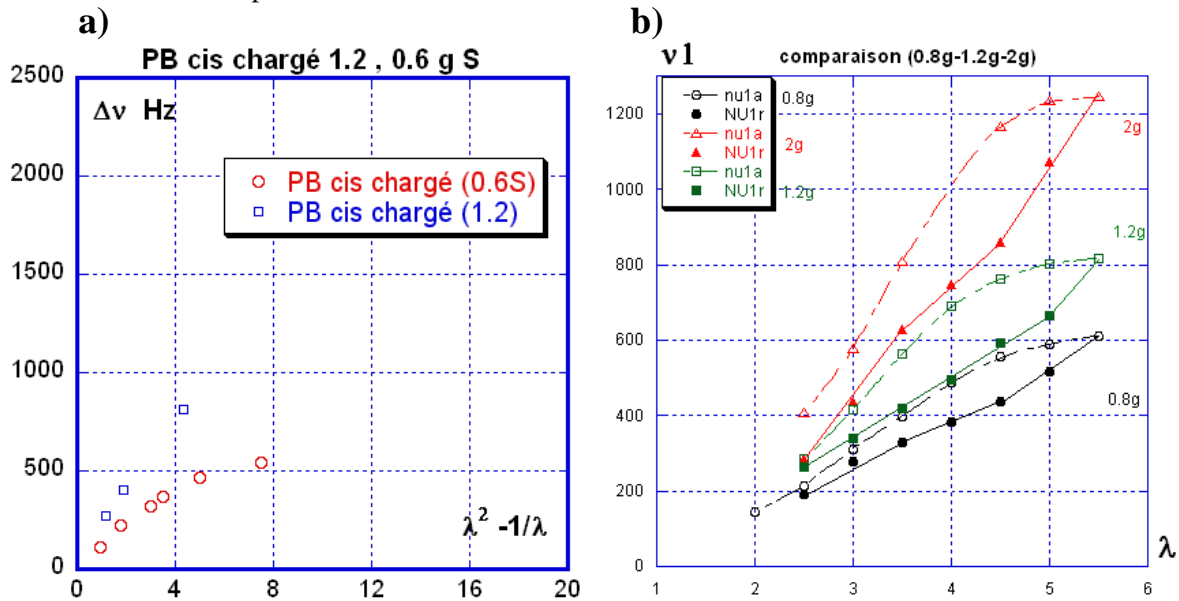 a)
PB cis chargé 1.2 , 0.6 g S
2500
2000
1500
1000
500
0
Δν Hz
PB cis chargé (0.6S)
PB cis chargé (1.2)
λ² -1/λ
0 4 8 12 16 20
b)
ν1
comparaison (0.8g-1.2g-2g)
nu1a
NU1r
0.8g
nu1a
NU1r
2g
nu1a
NU1r
1.2g
1200
1000
800
600
400
200
0
2g
1.2g
0.8g
λ
1 2 3 4 5 6